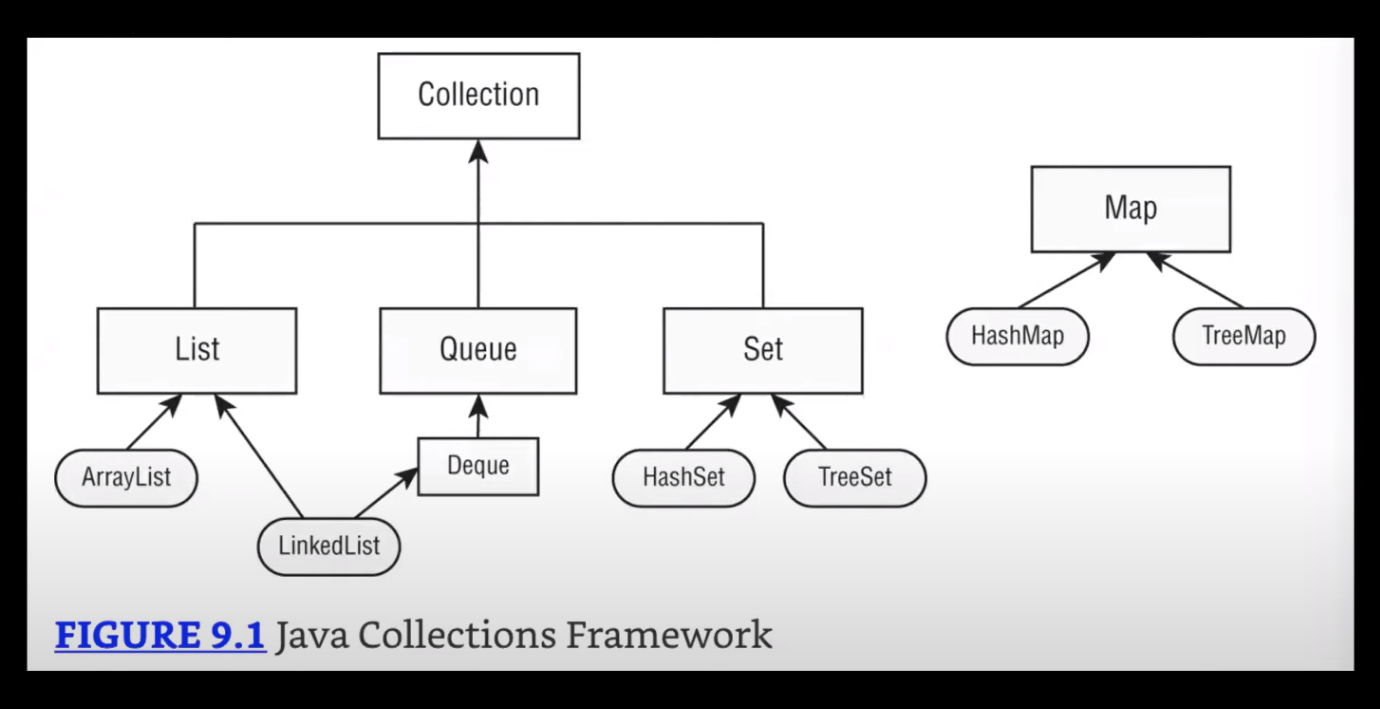 Collection
Map
HashMap
TreeMap
List
Queue
Set
ArrayList
Deque
HashSet
TreeSet
LinkedList
FIGURE 9.1 Java Collections Framework